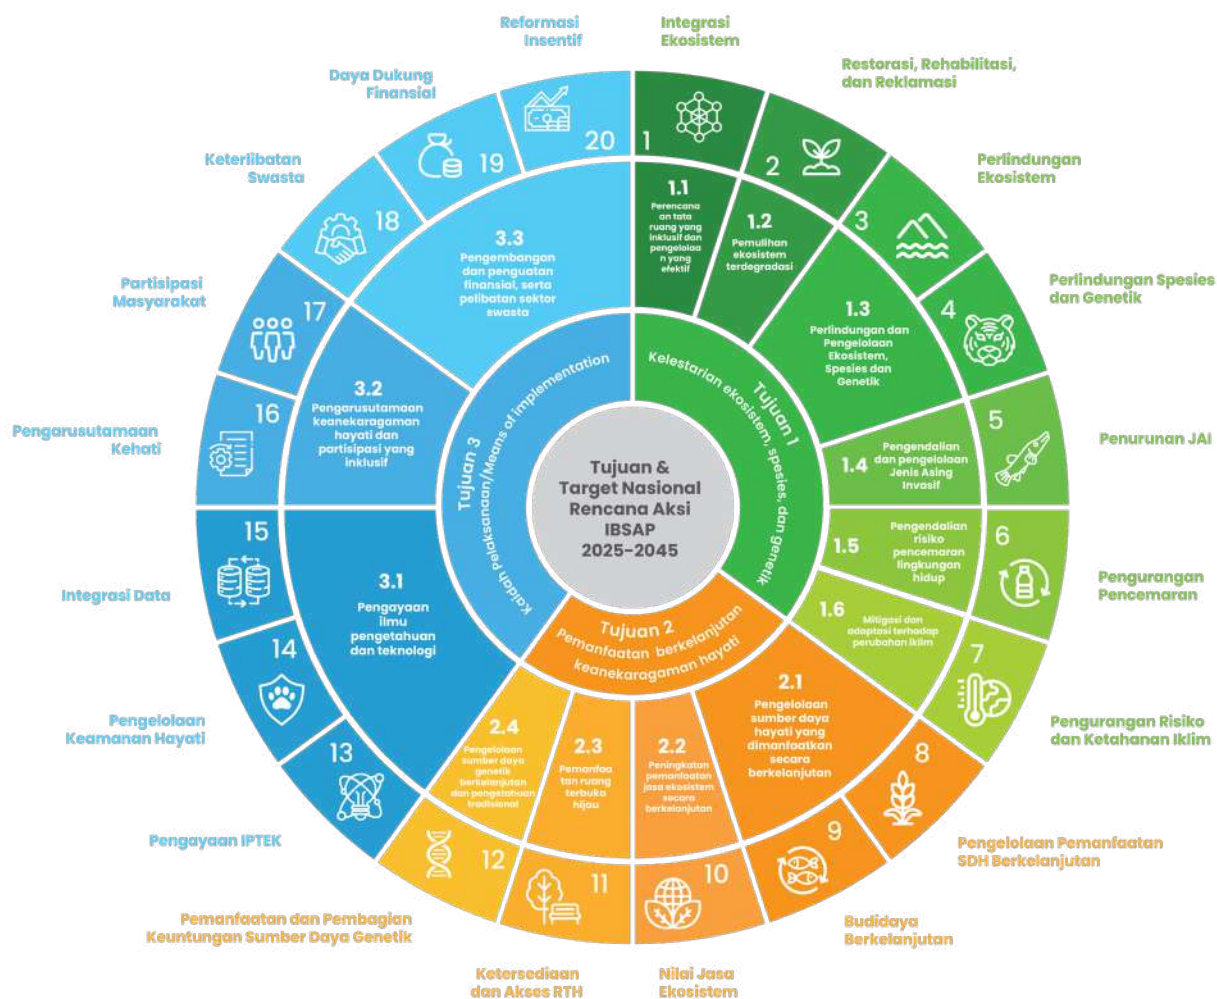 Reformasi
Insentif
Integrasi
Ekosistem
Restorasi, Rehabilitasi,
dan Reklamasi
Perlindungan
Ekosistem
Perlindungan Spesies
dan Genetik
Penurunan JAI
Pengurangan
Pencemaran
Pengurangan Risiko
dan Ketahanan Iklim
Pengelolaan Pemanfaatan
SDH Berkelanjutan
Budidaya
Berkelanjutan
Nilai Jasa
Ekosistem
Ketersediaan
dan Akses RTH
Pemanfaatan dan Pembagian
Keuntungan Sumber Daya Genetik
Pengayaan IPTEK
Pengelolaan
Keamanan Hayati
Integrasi Data
Pengarusutamaan
Kehati
Partisipasi
Masyarakat
Keterlibatan
Swasta
Daya Dukung
Finansial
1
2
3
4
5
6
7
8
9
10
11
12
13
14
15
16
17
18
19
20
1.1
Perencana
an tata
ruang yang
inklusif dan
pengelolaa
n yang
efektif
1.2
Pemulihan
ekosistem
terdegradasi
1.3
Perlindungan dan
Pengelolaan
Ekosistem,
Spesies dan
Genetik
1.4
Pengendalian
dan pengelolaan
Jenis Asing
Invasif
1.5
Pengendalian
risiko
pencemaran
lingkungan
hidup
1.6
Mitigasi dan
adaptasi terhadap
perubahan iklim
2.1
Pengelolaan
sumber daya
hayati yang
dimanfaatkan
secara
berkelanjutan
2.2
Peningkatan
pemanfaatan
jasa ekosistem
secara
berkelanjutan
2.3
Pemanfaa
tan ruang
terbuka
hijau
2.4
Pengelolaan
sumber daya
genetik
berkelanjutan
dan pengetahuan
tradisional
3.1
Pengayaan
ilmu
pengetahuan
dan teknologi
3.2
Pengarusutamaan
keanekaragaman
hayati dan
partisipasi yang
inklusif
3.3
Pengembangan
dan penguatan
finansial, serta
pelibatan sektor
swasta
Tujuan 1
Kelestarian ekosistem, spesies, dan genetik
Tujuan 2
Pemanfaatan berkelanjutan
keanekaragaman hayati
Tujuan 3
Kaidah Pelaksanaan/Means of implementation
Tujuan &
Target Nasional
Rencana Aksi
IBSAP
2025-2045